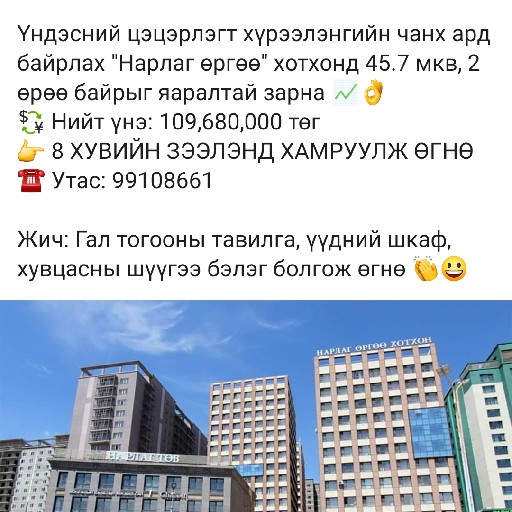 Үндэсний цэцэрлэгт хүрээлэнгийн чанх ард
байрлах "Нарлаг өргөө" хотхонд 45.7 мкв, 2
өрөө байрыг яаралтай зарна 📈👌
💱 Нийт үнэ: 109,680,000 төг
👉 8 ХУВИЙН ЗЭЭЛЭНД ХАМРУУЛЖ ӨГНӨ
☎️ Утас: 99108661
Жич: Гал тогооны тавилга, үүдний шкаф,
хувцасны шүүгээ бэлэг болгож өгнө 👏😃
НАРЛАГ ӨРГӨӨ ХОТХОН
НАРЛАГ ТӨВ